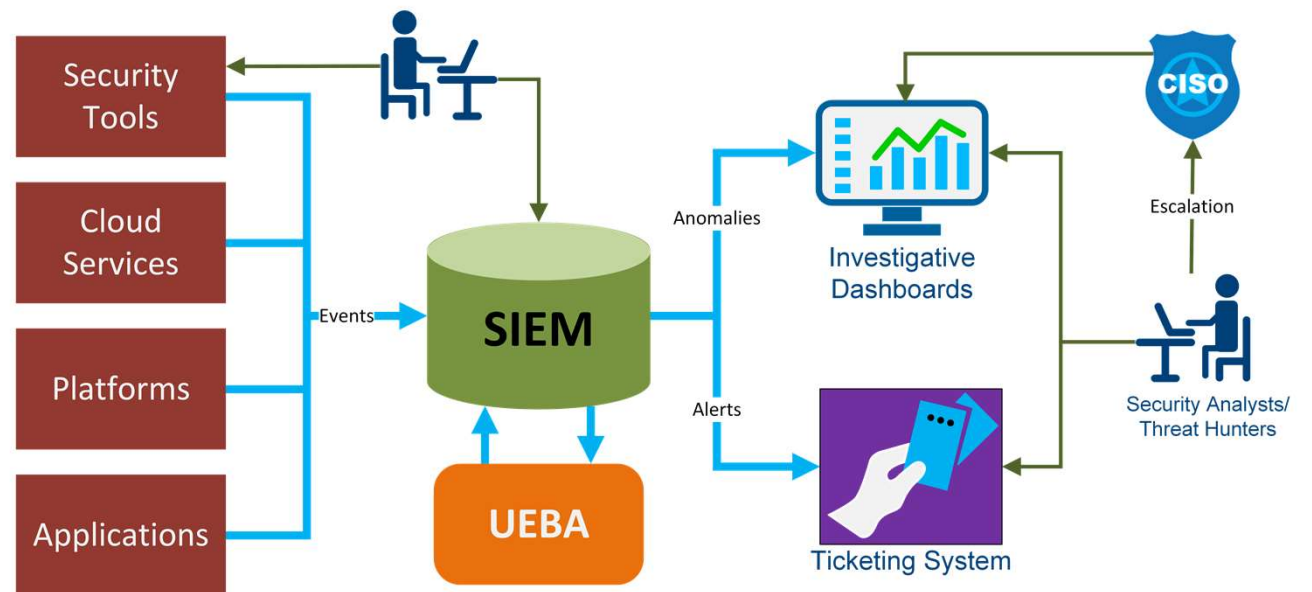 Security
Tools
Cloud
Services
Platforms
Applications
Events
SIEM
UEBA
Anomalies
Alerts
Investigative
Dashboards
Ticketing System
CISO
Escalation
Security Analysts/
Threat Hunters